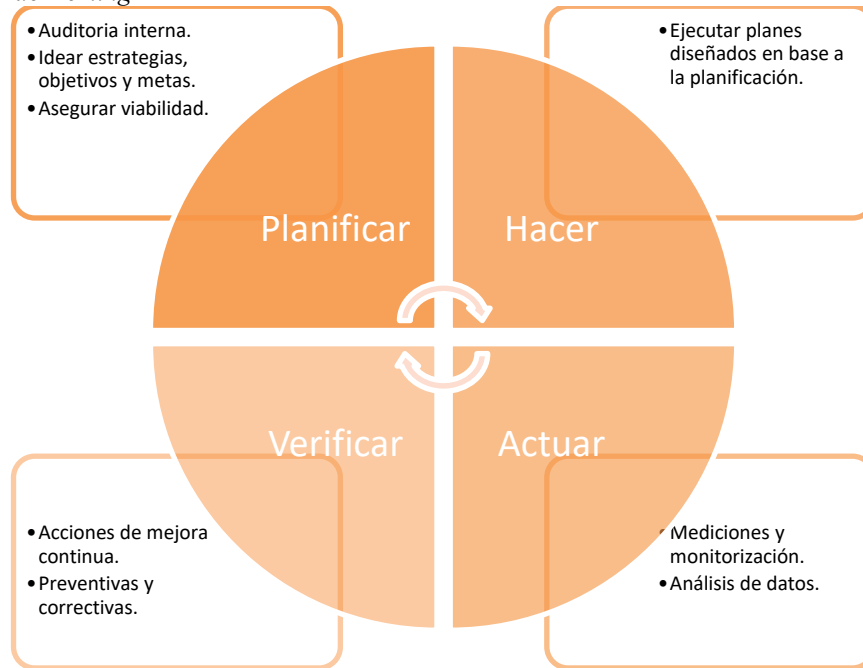 •Auditoria interna.
•Idear estrategias,
objetivos y metas.
•Asegurar viabilidad.
•Ejecutar planes
diseñados en base a
la planificación.
Planificar
Hacer
Verificar
Actuar
•Acciones de mejora
continua.
•Preventivas y
correctivas.
•Mediciones y
monitorización.
•Análisis de datos.